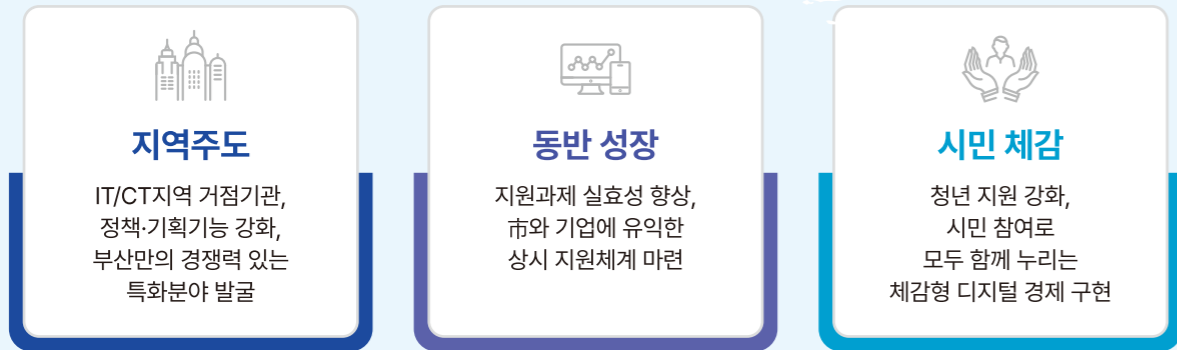 지역주도
IT/CT지역 거점기관,
정책·기획기능 강화,
부산만의 경쟁력 있는
특화분야 발굴
동반 성장
지원과제 실효성 향상,
市와 기업에 유익한
상시 지원체계 마련
시민 체감
청년 지원 강화,
시민 참여로
모두 함께 누리는
체감형 디지털 경제 구현